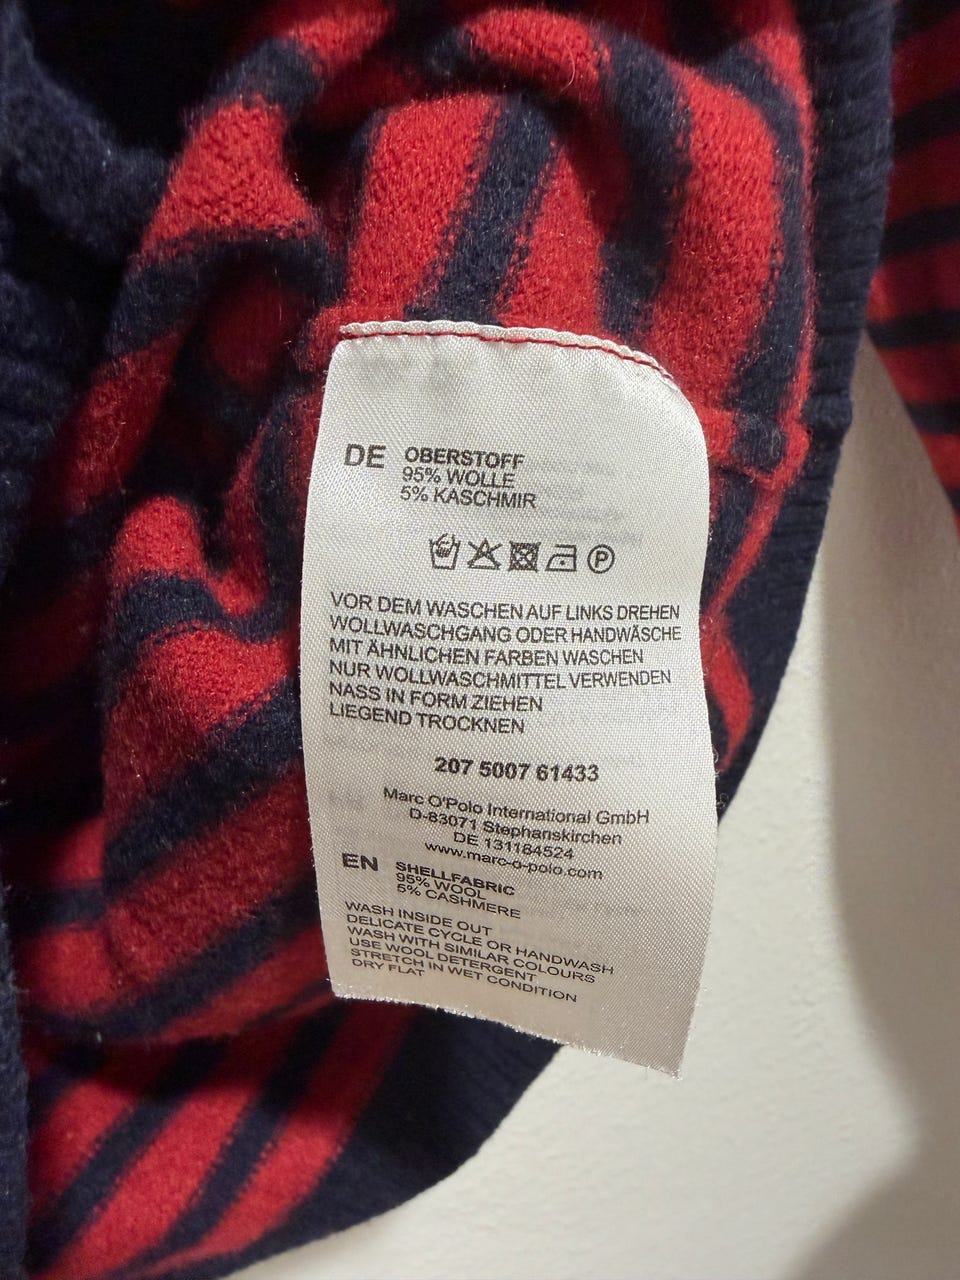 DE OBERSTOFF
95% WOLLE
5% KASCHMIR
P
VOR DEM WASCHEN AUF LINKS DREHEN
WOLLWASCHGANG ODER HANDWÄSCHE
MIT ÄHNLICHEN FARBEN WASCHEN
NUR WOLLWASCHMITTEL VERWENDEN
NASS IN FORM ZIEHEN
LIEGEND TROCKNEN
207 5007 61433
Marc O'Polo International GmbH
D-83071 Stephanskirchen
DE 131184524
www.marc-o-polo.com
EN SHELLFABRIC
95% WOOL
5% CASHMERE
WASH INSIDE OUT
DELICATE CYCLE OR HANDWASH
WASH WITH SIMILAR COLOURS
USE WOOL DETERGENT
STRETCH IN WET CONDITION
DRY FLAT